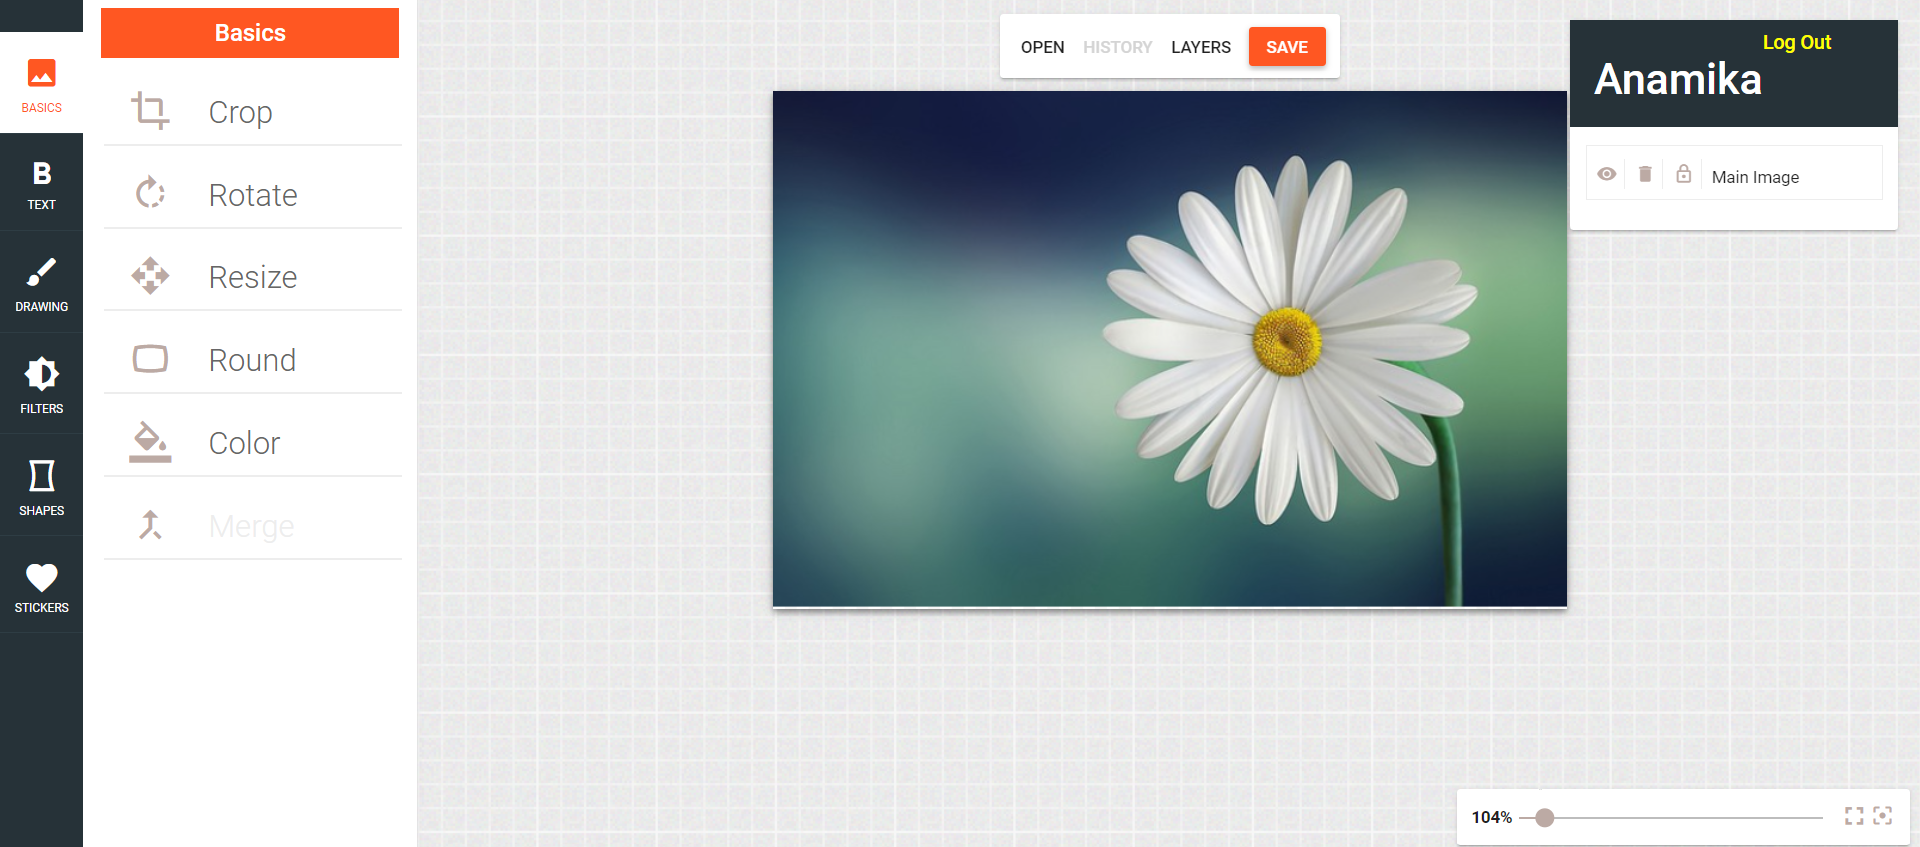 BASICS
TEXT
DRAWING
FILTERS
SHAPES
STICKERS
Basics
Crop
Rotate
Resize
Round
Color
Merge
OPEN HISTORY LAYERS SAVE
Log Out
Anamika
Main Image
104%